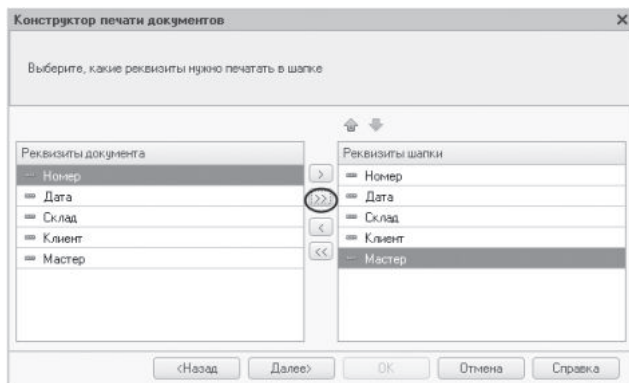 Конструктор печати документов
Выберите, какие реквизиты нужно печатать в шапке
Реквизиты документа
Номер
Дата
Склад
Клиент
Мастер
>
>>
<
<<
Реквизиты шапки
Номер
Дата
Склад
Клиент
Мастер
<Назад Далее> ОК Отмена Справка